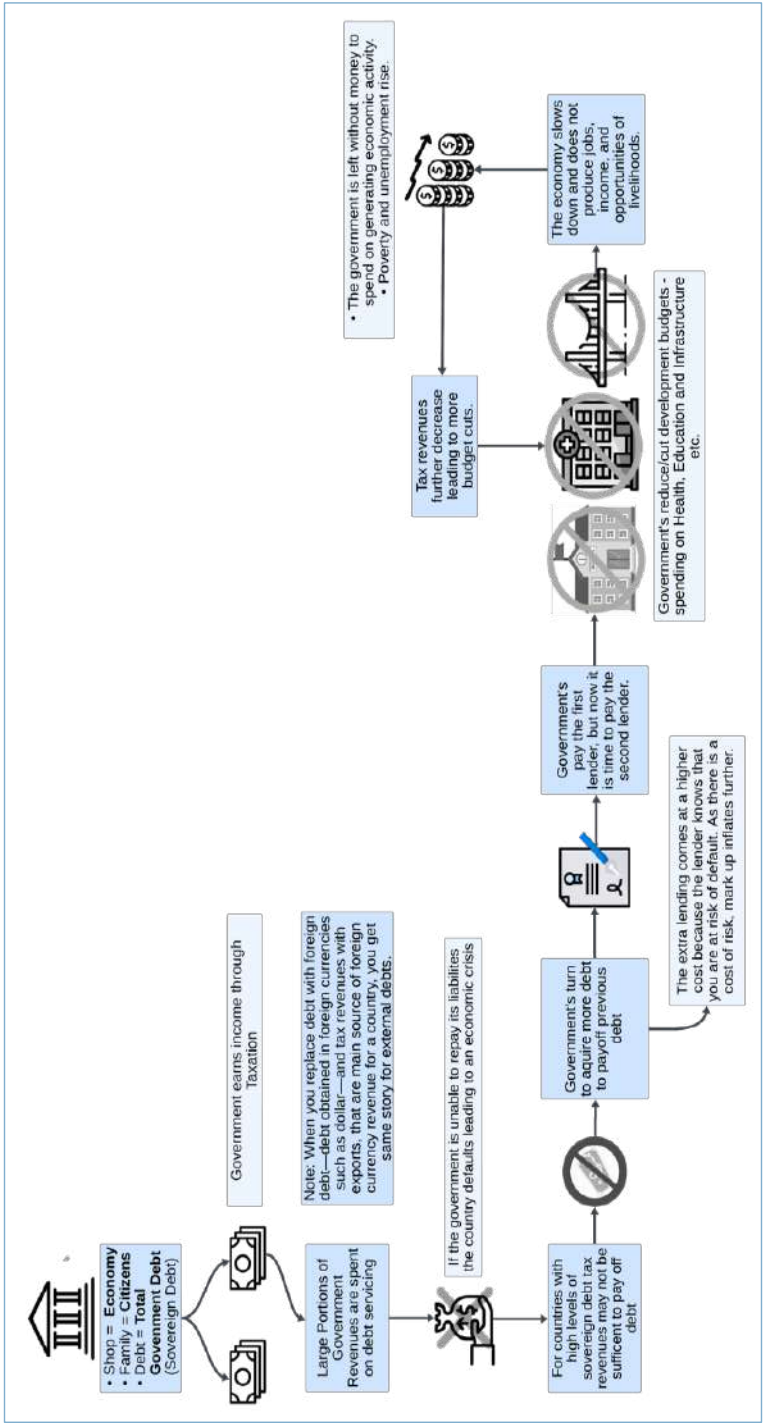 • Shop = Economy
• Family = Citizens
• Debt = Total
Government Debt
(Sovereign Debt)
Government earns income through
Taxation
Large Portions of
Government
Revenues are spent
on debt servicing
Note: When you replace debt with foreign
debt—debt obtained in foreign currencies
such as dollar—and tax revenues with
exports, that are main source of foreign
currency revenue for a country, you get
same story for external debts.
If the government is unable to repay its liabilites
the country defaults leading to an economic crisis
For countries with
high levels of
sovereign debt tax
revenues may not be
sufficent to pay off
debt
Government's turn
to aquire more debt
to payoff previous
debt
The extra lending comes at a higher
cost because the lender knows that
you are at risk of default. As there is a
cost of risk, mark up inflates further.
Government's
pay the first
lender, but now it
is time to pay the
second lender.
Government's reduce/cut development budgets -
spending on Health, Education and Infrastructure
etc.
The economy slows
down and does not
produce jobs,
income, and
opportunities of
livelihoods.
• The government is left without money to
spend on generating economic activity.
• Poverty and unemployment rise.
Tax revenues
further decrease
leading to more
budget cuts.